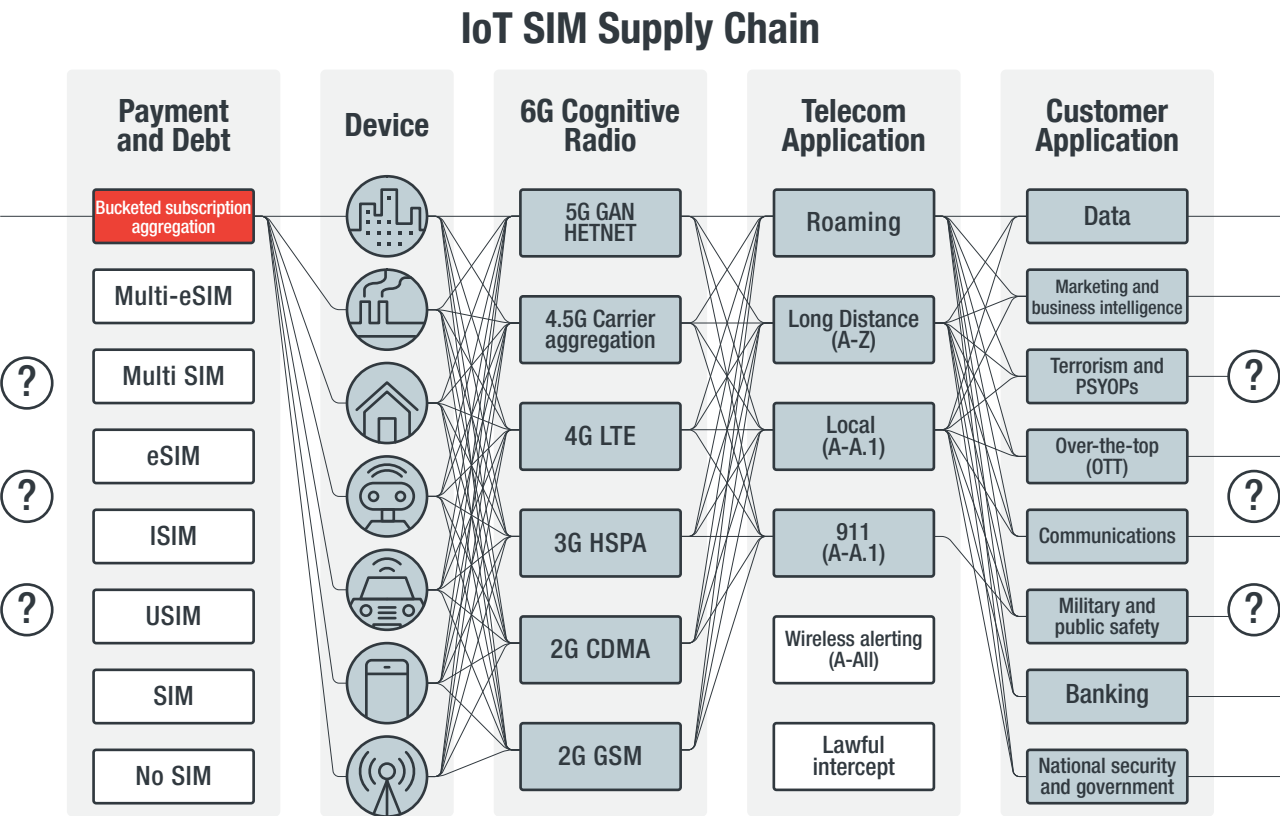 IoT SIM Supply Chain
Payment
and Debt
Bucketed subscription
aggregation
Multi-eSIM
Multi SIM
eSIM
ISIM
USIM
SIM
No SIM
?
?
?
Device
6G Cognitive
Radio
5G GAN
HETNET
4.5G Carrier
aggregation
4G LTE
3G HSPA
2G CDMA
2G GSM
Telecom
Application
Roaming
Long Distance
(A-Z)
Local
(A-A.1)
911
(A-A.1)
Wireless alerting
(A-All)
Lawful
intercept
Customer
Application
Data
Marketing and
business intelligence
Terrorism and
PSYOPs
Over-the-top
(OTT)
Communications
Military and
public safety
Banking
National security
and government
?
?
?